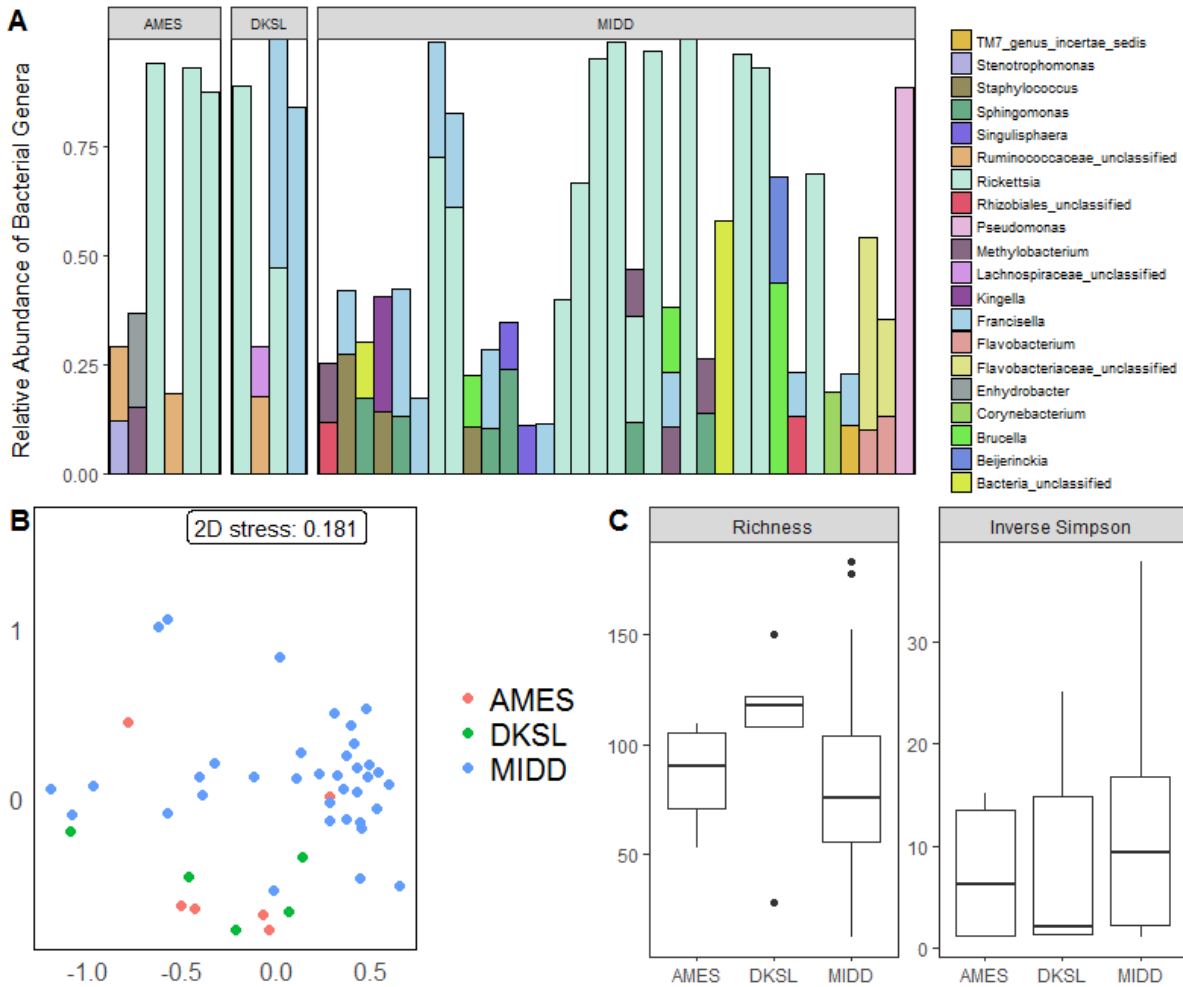 A
AMES
DKSL
MIDD
Relative Abundance of Bacterial Genera
0.75
0.50
0.25
0.00
TM7_genus_incertae_sedis
Stenotrophomonas
Staphylococcus
Sphingomonas
Singulisphaera
Ruminococcaceae_unclassified
Rickettsia
Rhizobiales_unclassified
Pseudomonas
Methylobacterium
Lachnospiraceae_unclassified
Kingella
Francisella
Flavobacterium
Flavobacteriaceae_unclassified
Enhydrobacter
Corynebacterium
Brucella
Beijerinckia
Bacteria_unclassified
B
2D stress: 0.181
1
0
-1.0
-0.5
0.0
0.5
AMES
DKSL
MIDD
C
Richness
150
100
50
AMES
DKSL
MIDD
Inverse Simpson
30
20
10
0
AMES
DKSL
MIDD